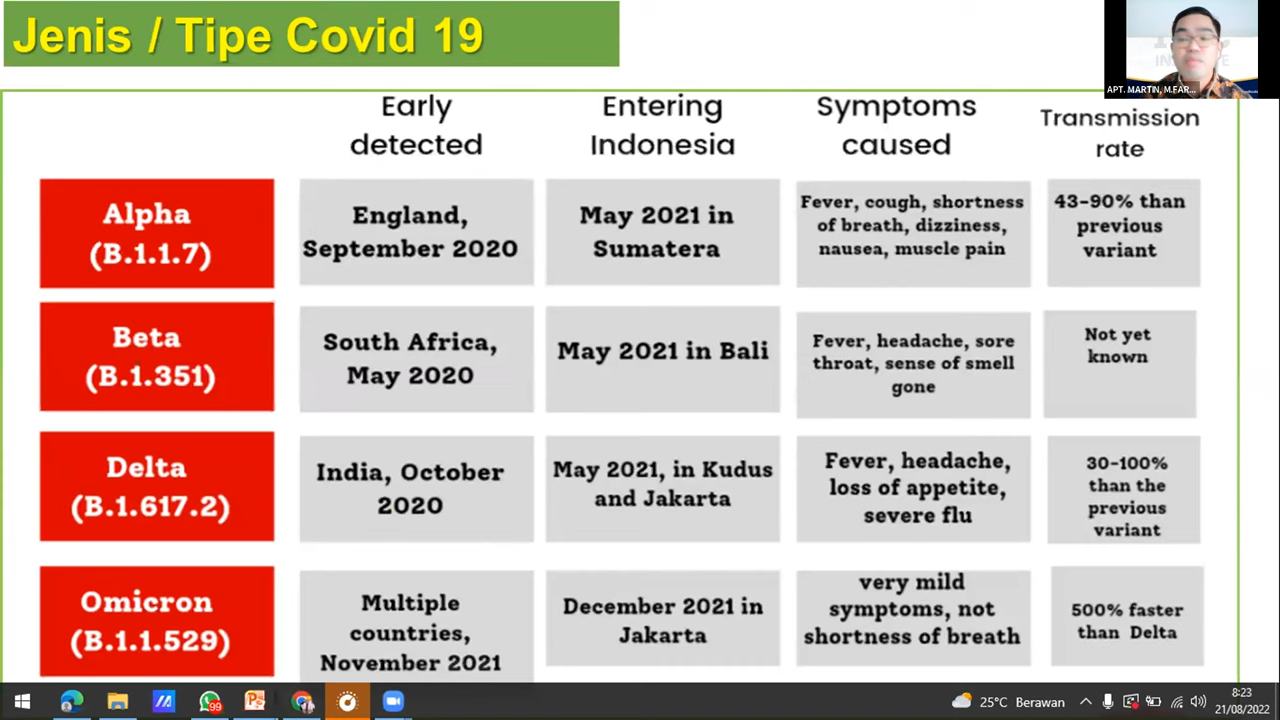 Jenis / Tipe Covid 19
APT. MARTIN, M.FAR...
Early
detected
Entering
Indonesia
Symptoms
caused
Transmission
rate
Alpha
(B.1.1.7)
England,
September 2020
May 2021 in
Sumatera
Fever, cough, shortness
of breath, dizziness,
nausea, muscle pain
43-90% than
previous
variant
Beta
(B.1.351)
South Africa,
May 2020
May 2021 in Bali
Fever, headache, sore
throat, sense of smell
gone
Not yet
known
Delta
(B.1.617.2)
India, October
2020
May 2021, in Kudus
and Jakarta
Fever, headache,
loss of appetite,
severe flu
30-100%
than the
previous
variant
Omicron
(B.1.1.529)
Multiple
countries,
November 2021
December 2021 in
Jakarta
very mild
symptoms, not
shortness of breath
500% faster
than Delta
99
25°C Berawan
8:23
21/08/2022